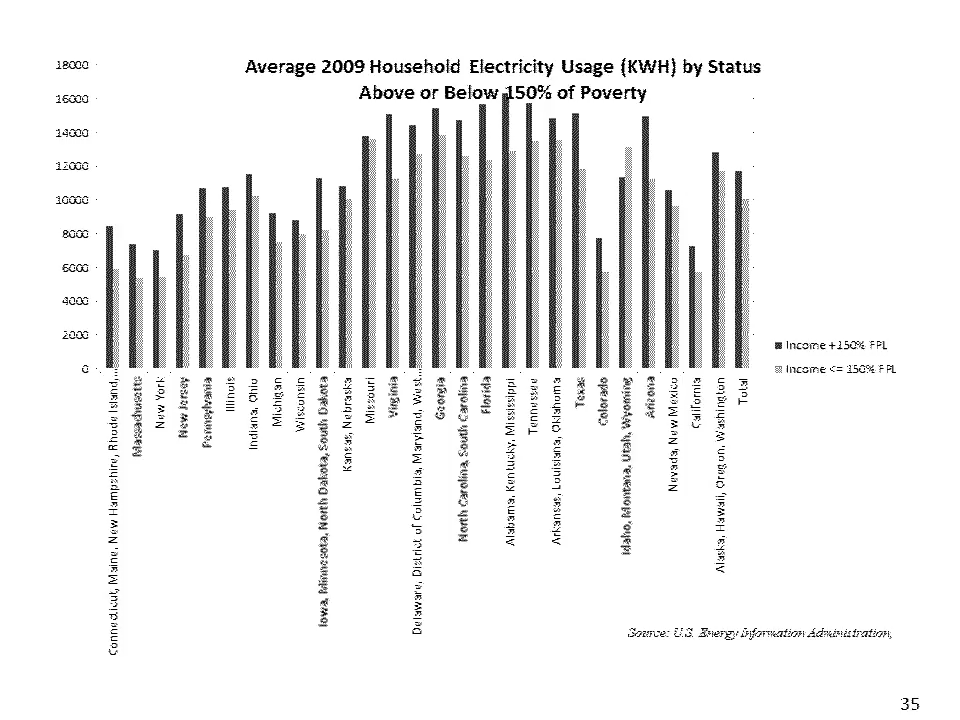 Average 2009 Household Electricity Usage (KWH) by Status
Above or Below 150% of Poverty
18000
16000
14000
12000
10000
8000
6000
4000
2000
0
Connecticut, Maine, New Hampshire, Rhode Island,...
Massachusetts
New York
New Jersey
Pennsylvania
Illinois
Indiana, Ohio
Michigan
Wisconsin
Iowa, Minnesota, North Dakota, South Dakota
Kansas, Nebraska
Missouri
Virginia
Delaware, District of Columbia, Maryland, West...
Georgia
North Carolina, South Carolina
Florida
Alabama, Kentucky, Mississippi
Tennessee
Arkansas, Louisiana, Oklahoma
Texas
Colorado
Idaho, Montana, Utah, Wyoming
Arizona
Nevada, New Mexico
California
Alaska, Hawaii, Oregon, Washington
Total
Income +150% FPL
Income <= 150% FPL
Source: U.S. Energy Information Administration,
35